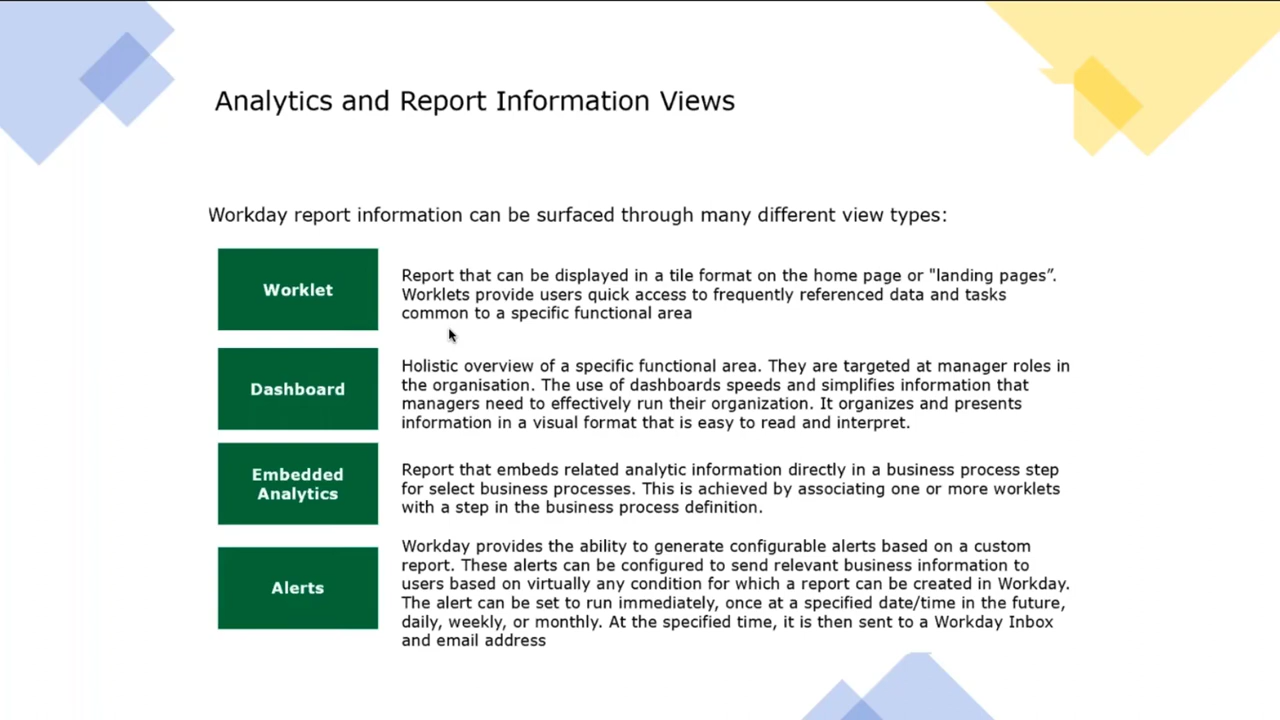 Analytics and Report Information Views
Workday report information can be surfaced through many different view types:
Worklet
Report that can be displayed in a tile format on the home page or "landing pages”.
Worklets provide users quick access to frequently referenced data and tasks
common to a specific functional area
Dashboard
Holistic overview of a specific functional area. They are targeted at manager roles in
the organisation. The use of dashboards speeds and simplifies information that
managers need to effectively run their organization. It organizes and presents
information in a visual format that is easy to read and interpret.
Embedded
Analytics
Report that embeds related analytic information directly in a business process step
for select business processes. This is achieved by associating one or more worklets
with a step in the business process definition.
Alerts
Workday provides the ability to generate configurable alerts based on a custom
report. These alerts can be configured to send relevant business information to
users based on virtually any condition for which a report can be created in Workday.
The alert can be set to run immediately, once at a specified date/time in the future,
daily, weekly, or monthly. At the specified time, it is then sent to a Workday Inbox
and email address